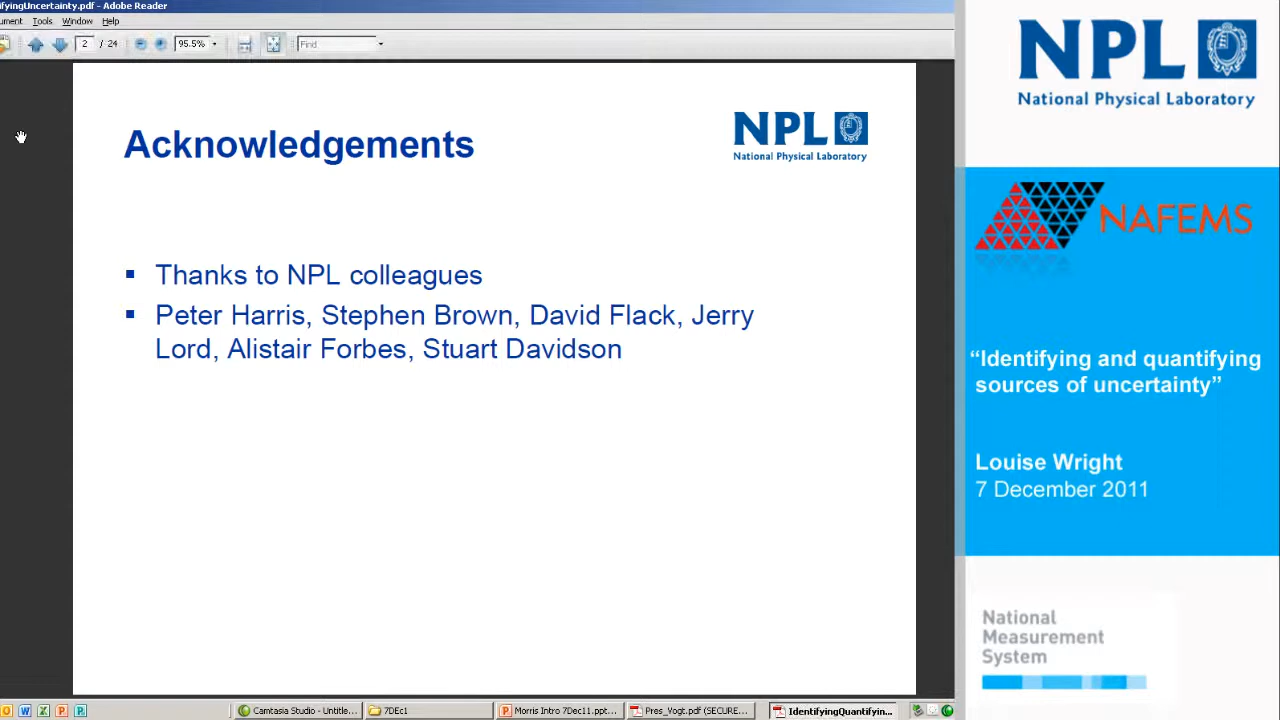 ifyingUncertainty.pdf - Adobe Reader
ument Tools Window Help
2 / 24 95.5% Find
Acknowledgements
NPL
National Physical Laboratory
▪ Thanks to NPL colleagues
▪ Peter Harris, Stephen Brown, David Flack, Jerry
Lord, Alistair Forbes, Stuart Davidson
NPL
National Physical Laboratory
NAFEMS
“Identifying and quantifying
sources of uncertainty”
Louise Wright
7 December 2011
National
Measurement
System
Camtasia Studio - Untitle... 7DEc1 Morris Intro 7Dec11.ppt... Pres_Vogt.pdf (SECURE... IdentifyingQuantifyin...